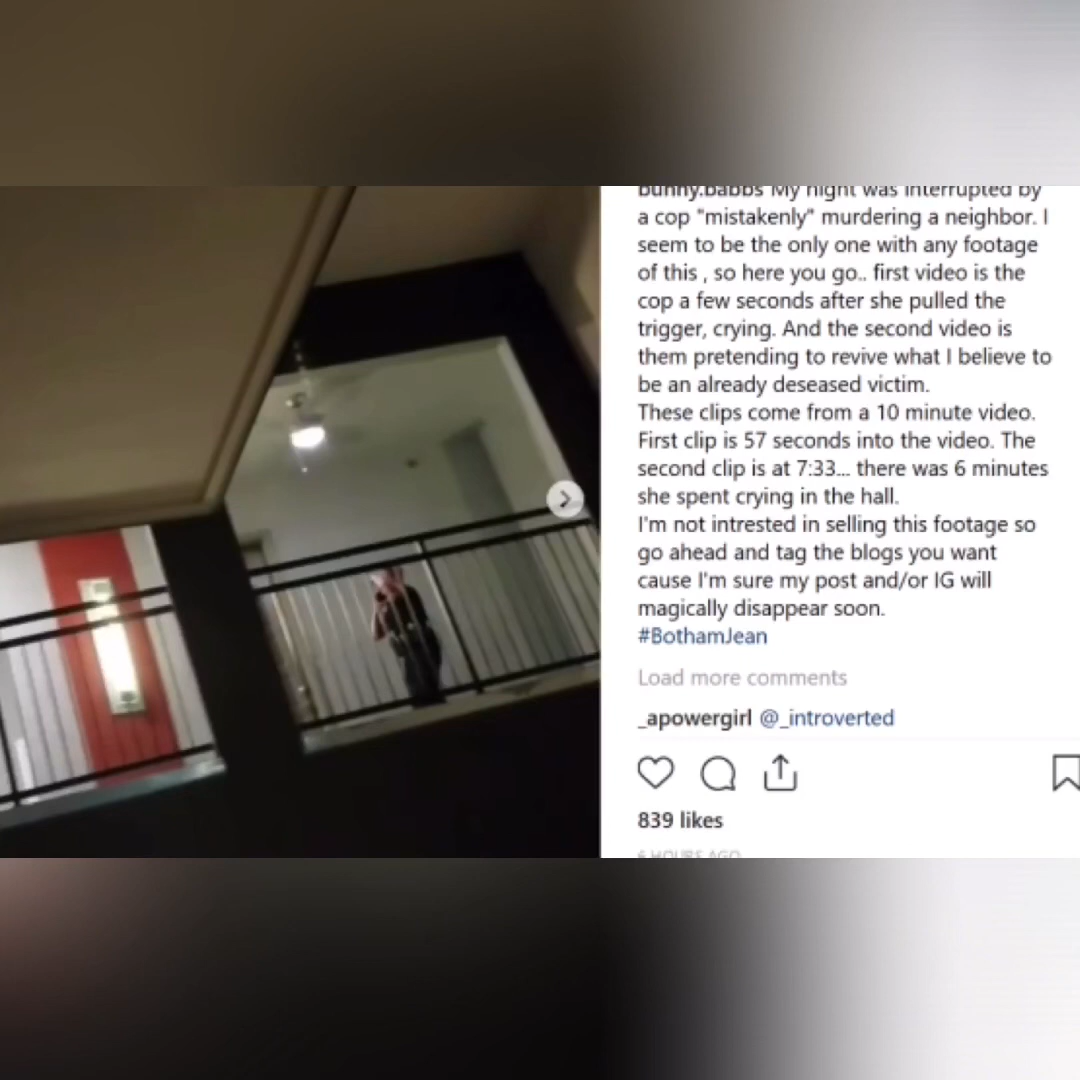 bunny.babbs My night was interrupted by
a cop "mistakenly" murdering a neighbor. I
seem to be the only one with any footage
of this , so here you go.. first video is the
cop a few seconds after she pulled the
trigger, crying. And the second video is
them pretending to revive what I believe to
be an already deseased victim.
These clips come from a 10 minute video.
First clip is 57 seconds into the video. The
second clip is at 7:33... there was 6 minutes
she spent crying in the hall.
I'm not intrested in selling this footage so
go ahead and tag the blogs you want
cause I'm sure my post and/or IG will
magically disappear soon.
#BothamJean
Load more comments
_apowergirl @_introverted
839 likes
6 HOURS AGO